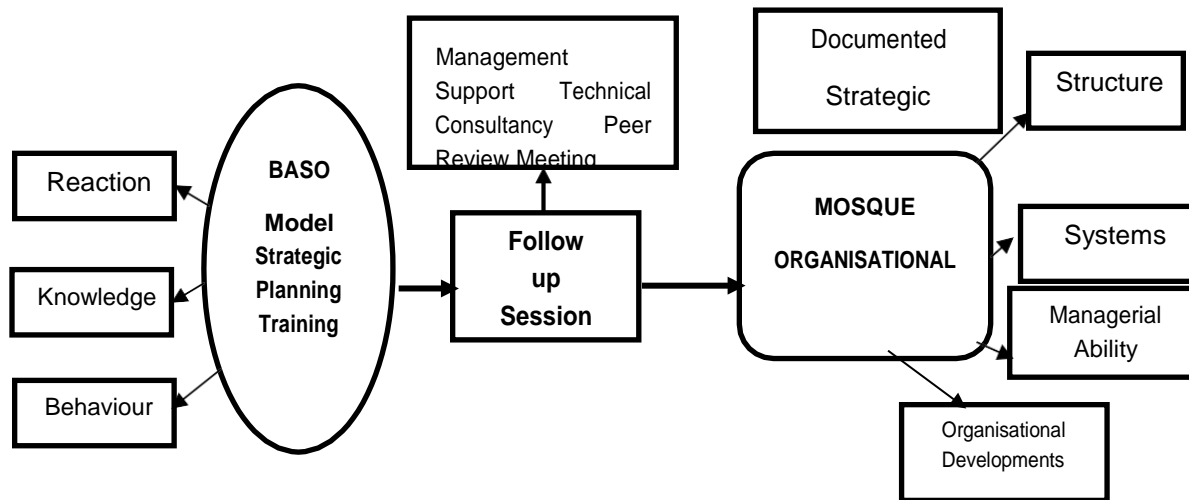 Reaction
Knowledge
Behaviour
BASO
Model
Strategic
Planning
Training
Management
Support Technical
Consultancy Peer
Review Meeting
Follow
up
Session
Documented
Strategic
MOSQUE
ORGANISATIONAL
Structure
Systems
Managerial
Ability
Organisational
Developments